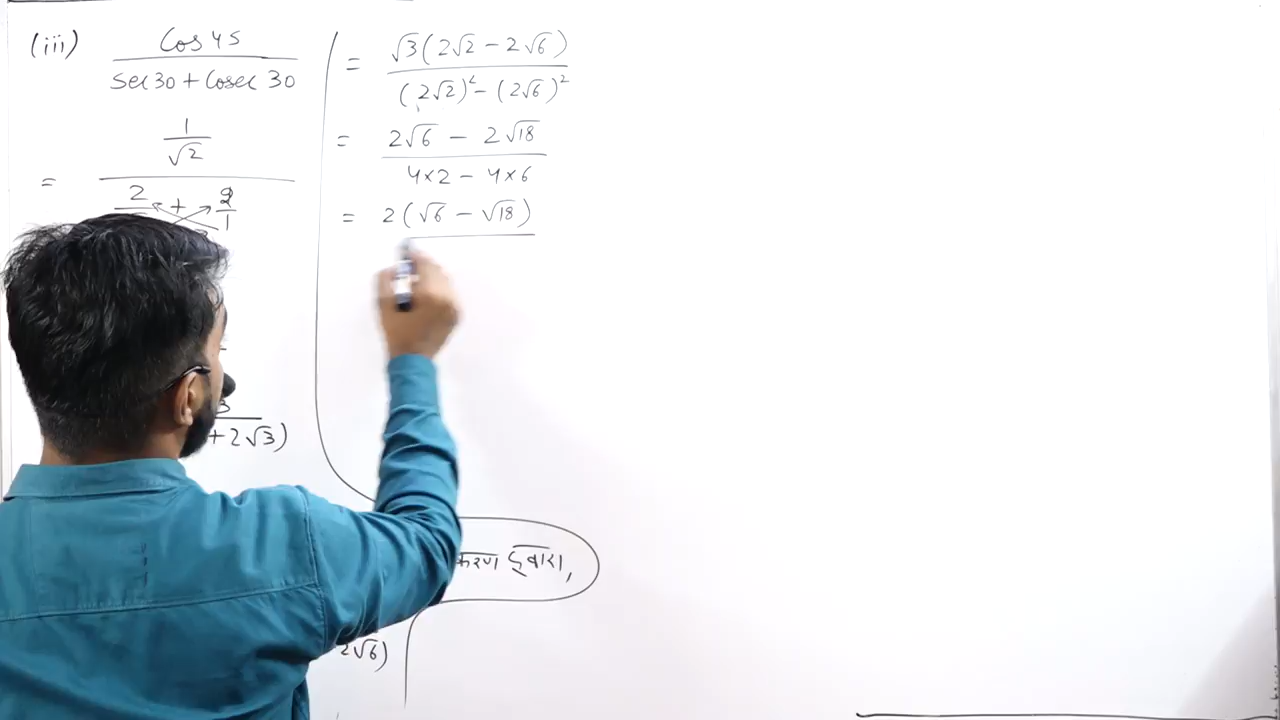 (iii) Cos 45
sec 30 + Cosec 30
1
√2
=
2 + 2
1
3
+ 2√3)
= √3(2√2 - 2√6)
(2√2)² - (2√6)²
= 2√6 - 2√18
4×2 - 4×6
= 2(√6 - √18)
करण द्वारा,
2√6)